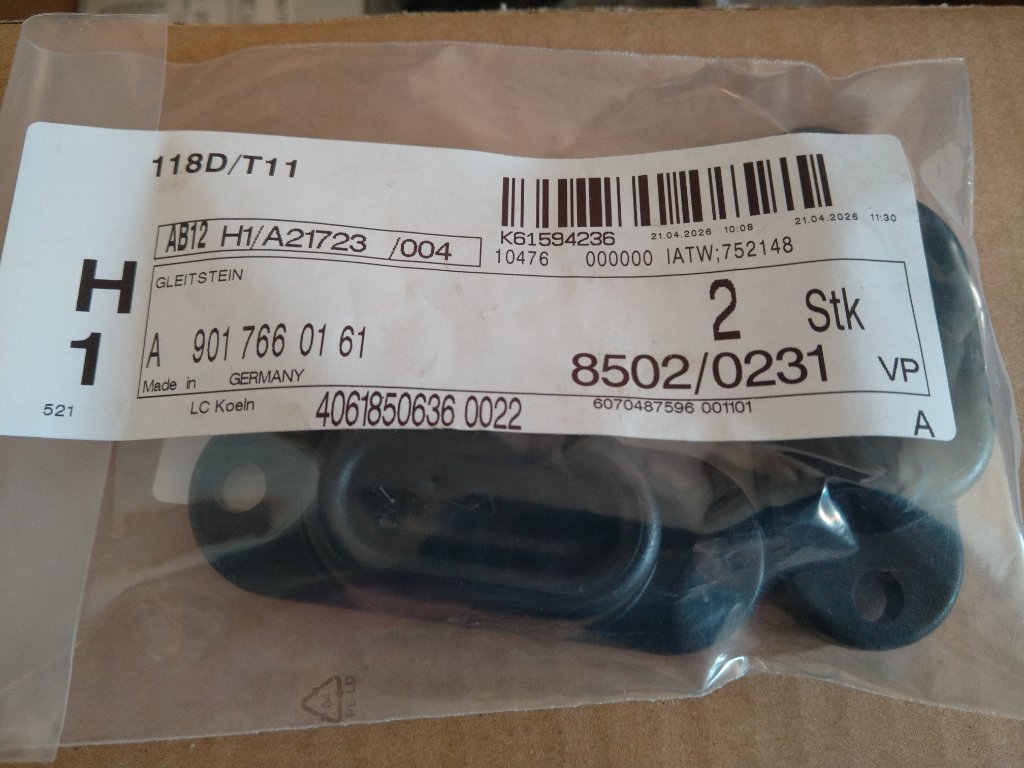 118D/T11
K61594236
21.04.2026 10:08
21.04.2026 11:30
AB12 H1/A21723 /004
10476 000000 IATW;752148
H
1
521
GLEITSTEIN
2 Stk
A 901 766 01 61
8502/0231 VP
Made in GERMANY
LC Koeln
4061850636 0022
6070487596 001101
A
3
PE-LD